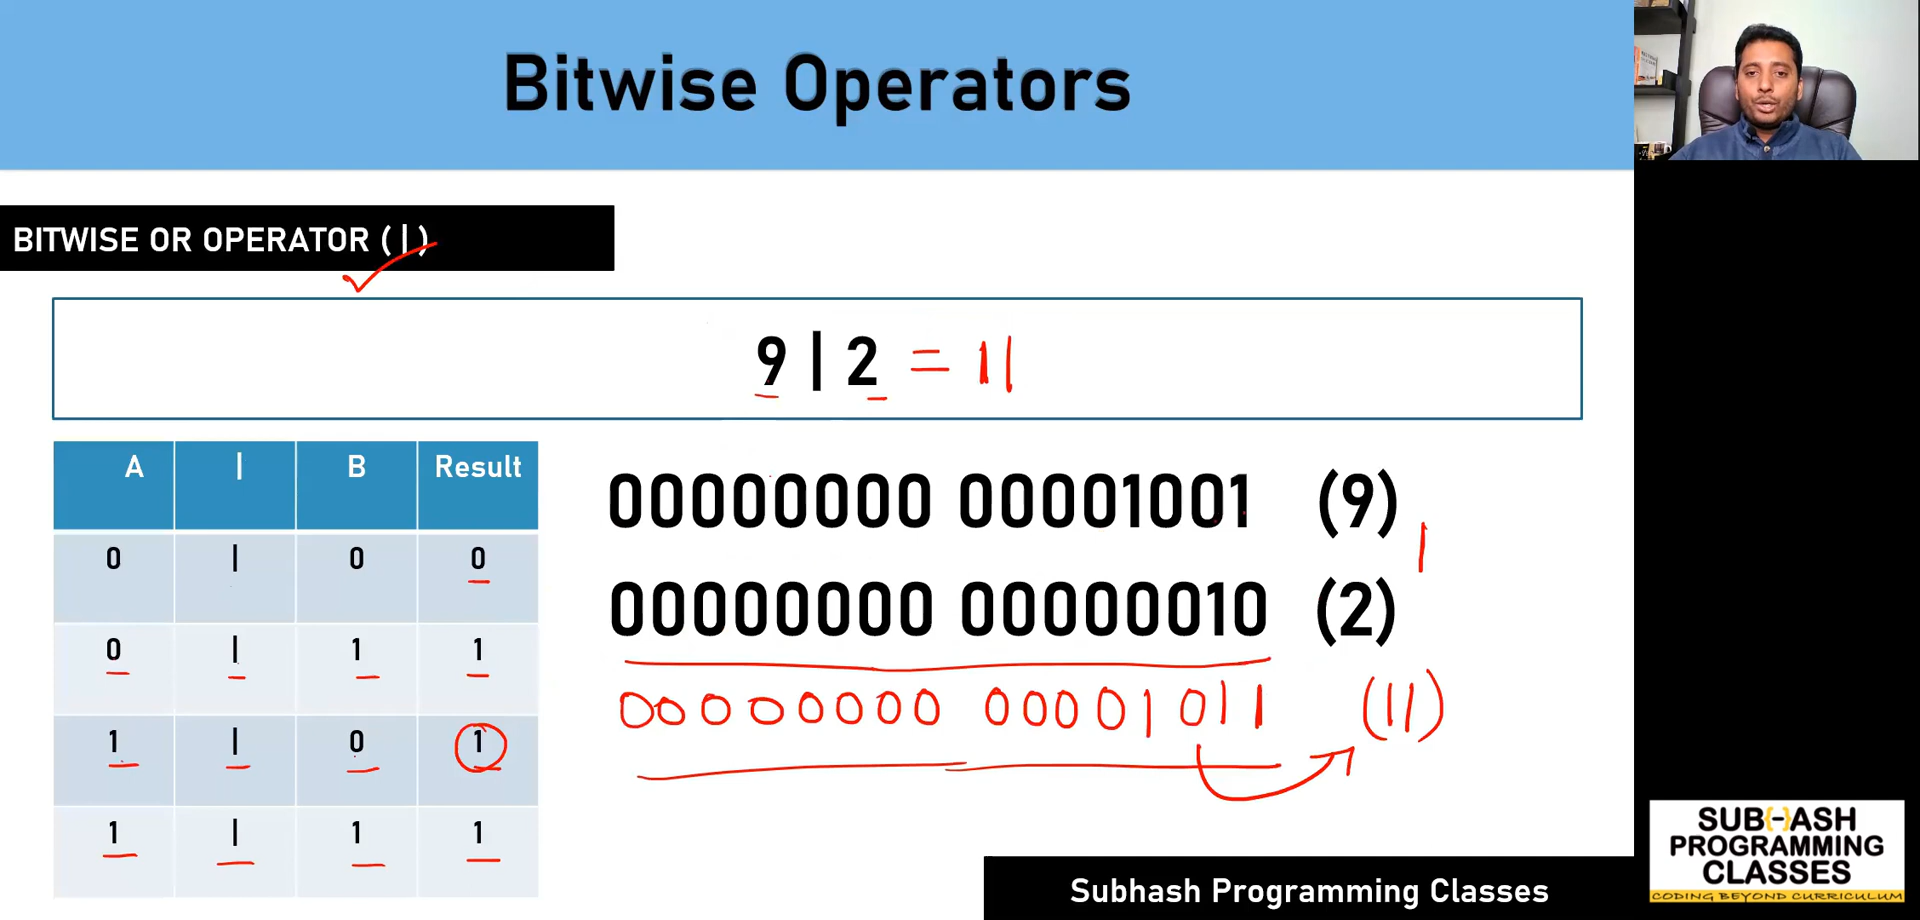 Bitwise Operators
BITWISE OR OPERATOR ( | )
9 | 2 = 11
A | B Result
0 | 0 0
0 | 1 1
1 | 0 1
1 | 1 1
00000000 00001001 (9)
|
00000000 00000010 (2)
00000000 00001011 (11)
Subhash Programming Classes
SUBHASH
PROGRAMMING
CLASSES
CODING BEYOND CURRICULUM